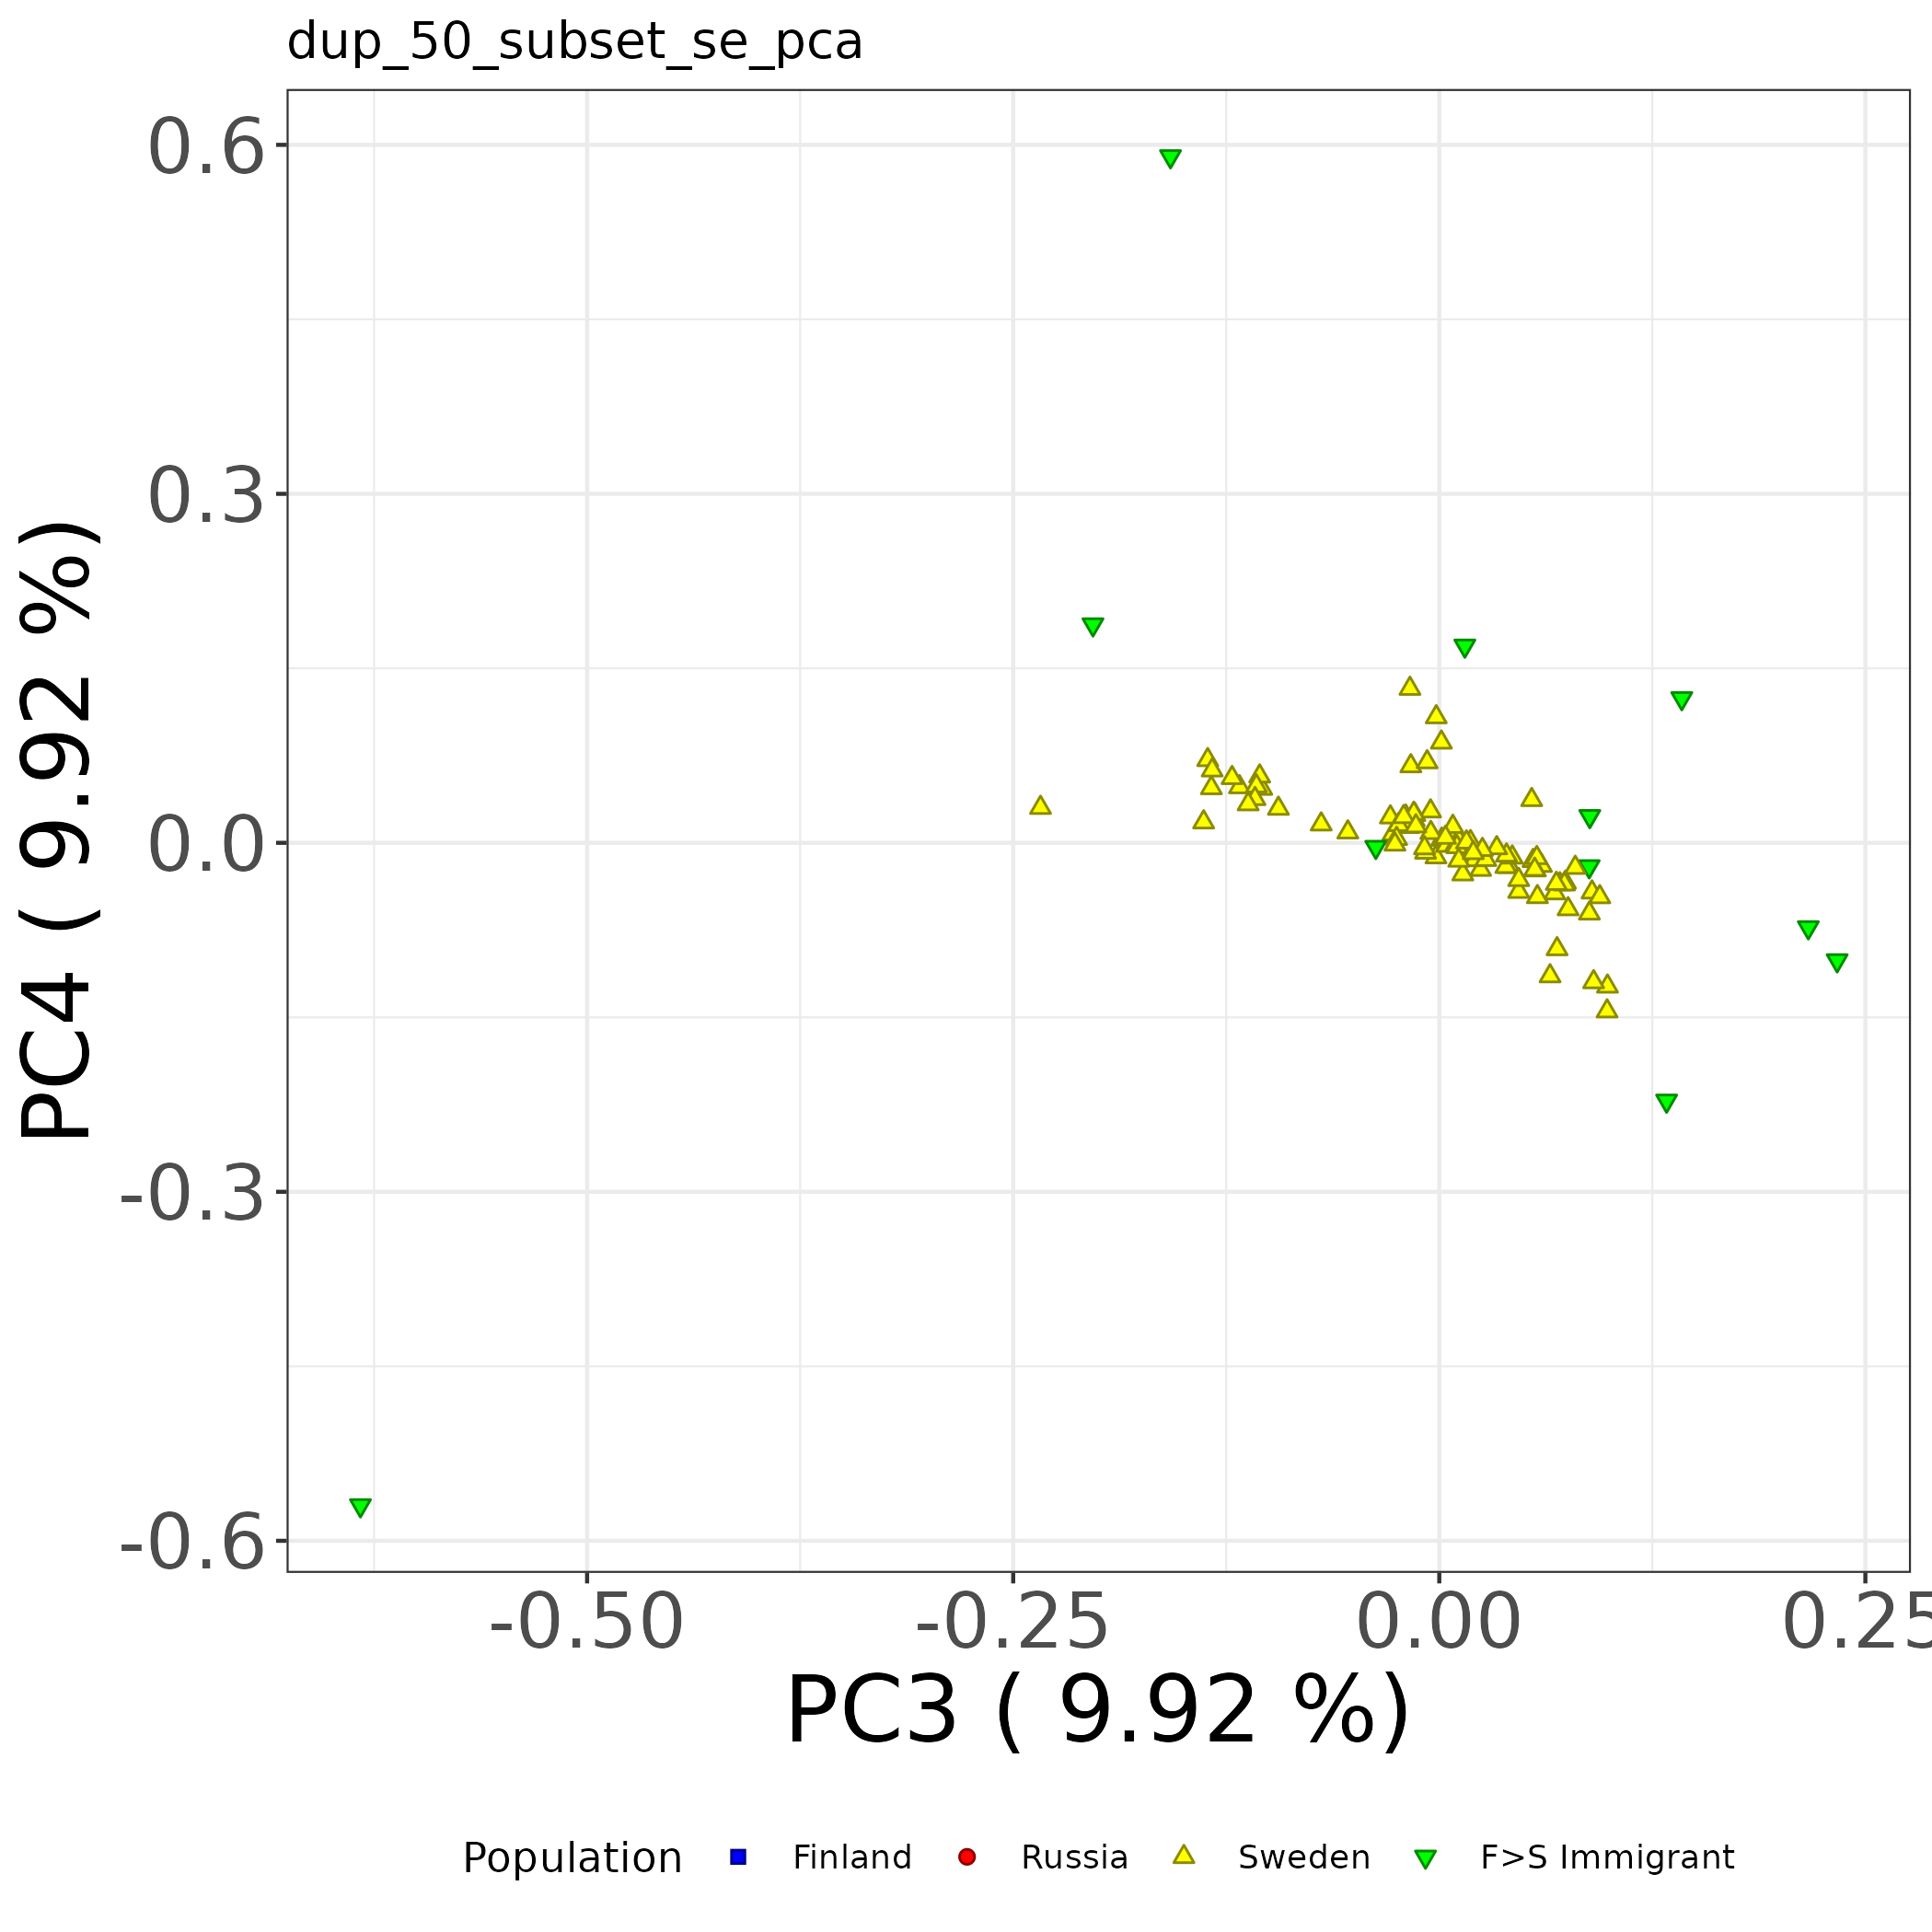 dup_50_subset_se_pca
0.6
0.3
0.0
-0.3
-0.6
PC4 ( 9.92 %)
-0.50 -0.25 0.00 0.25
PC3 ( 9.92 %)
Population Finland Russia Sweden F>S Immigrant